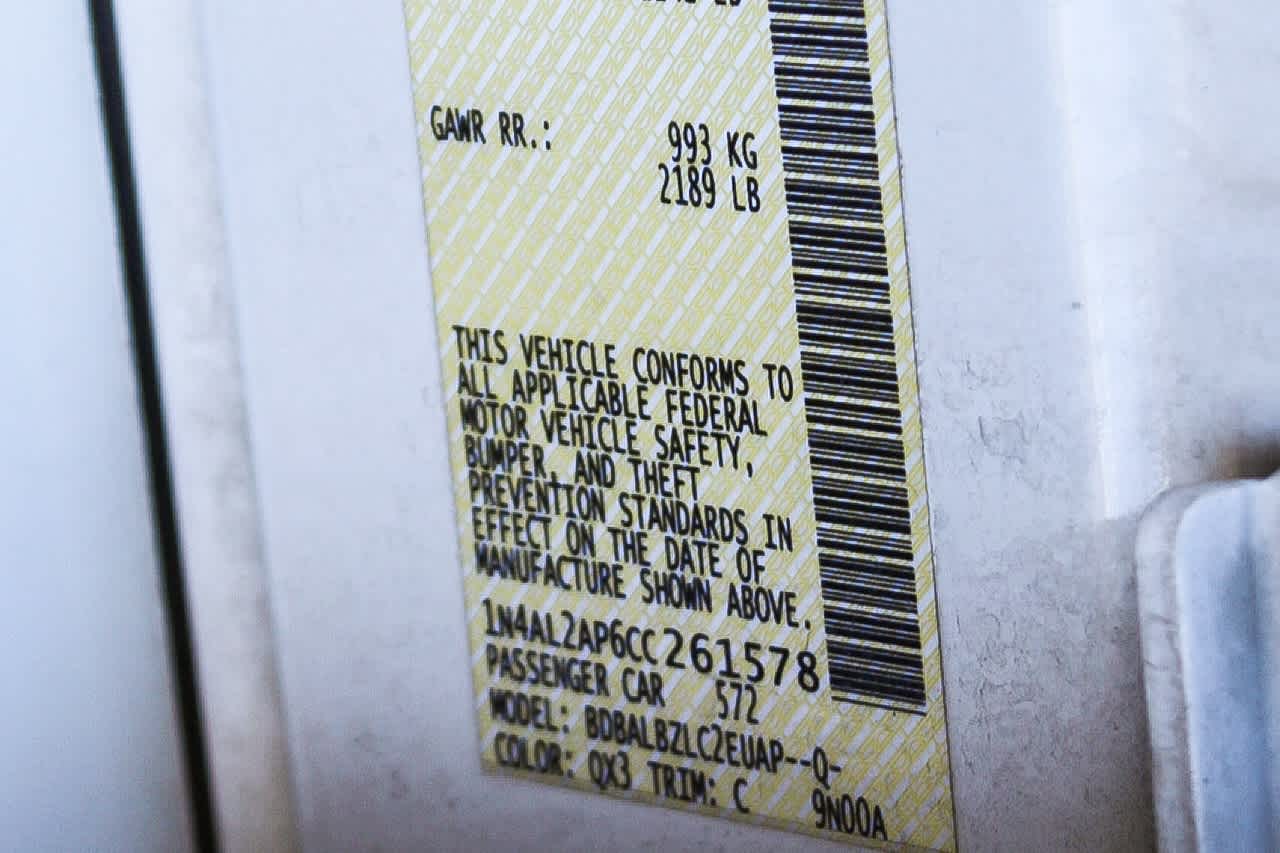 GAWR RR.: 993 KG
2189 LB
THIS VEHICLE CONFORMS TO
ALL APPLICABLE FEDERAL
MOTOR VEHICLE SAFETY,
BUMPER, AND THEFT
PREVENTION STANDARDS IN
EFFECT ON THE DATE OF
MANUFACTURE SHOWN ABOVE.
1N4AL2AP6CC261578
PASSENGER CAR 572
MODEL: BDBALBZLC2EUAP--Q-
COLOR: QX3 TRIM: C 9N00A